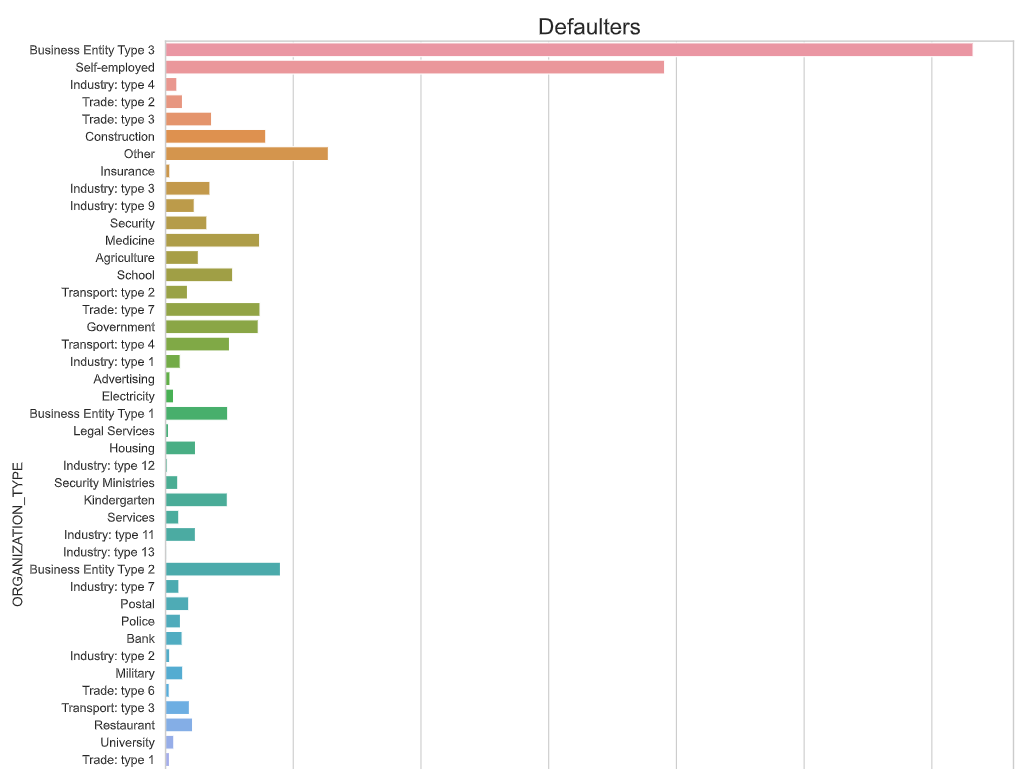 Defaulters
Business Entity Type 3
Self-employed
Industry: type 4
Trade: type 2
Trade: type 3
Construction
Other
Insurance
Industry: type 3
Industry: type 9
Security
Medicine
Agriculture
School
Transport: type 2
Trade: type 7
Government
Transport: type 4
Industry: type 1
Advertising
Electricity
Business Entity Type 1
Legal Services
Housing
Industry: type 12
Security Ministries
Kindergarten
Services
Industry: type 11
Industry: type 13
Business Entity Type 2
Industry: type 7
Postal
Police
Bank
Industry: type 2
Military
Trade: type 6
Transport: type 3
Restaurant
University
Trade: type 1
ORGANIZATION_TYPE